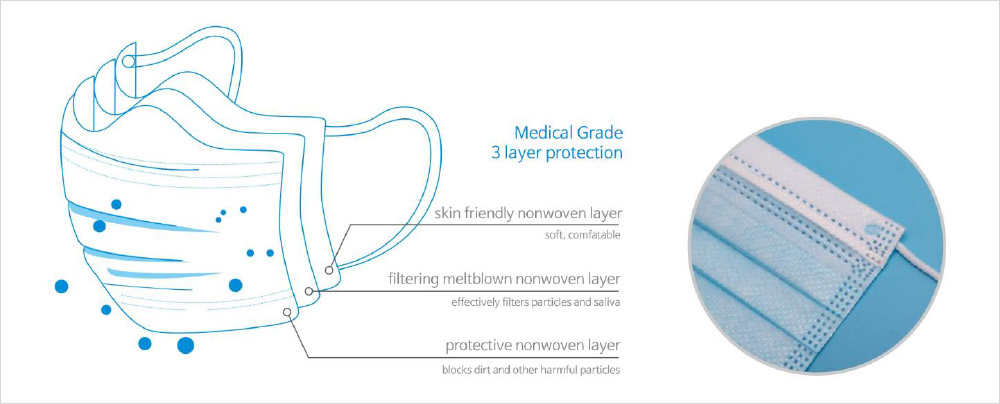 Medical Grade
3 layer protection
skin friendly nonwoven layer
soft, comfatable
filtering meltblown nonwoven layer
effectively filters particles and saliva
protective nonwoven layer
blocks dirt and other harmful particles